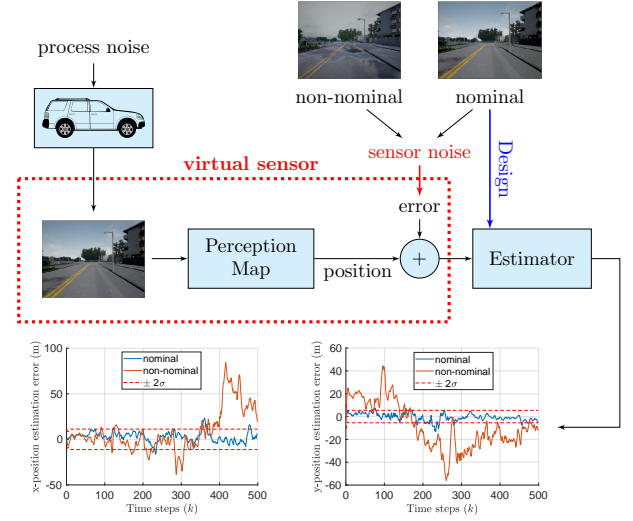 process noise
non-nominal
nominal
virtual sensor
sensor noise
Design
error
Perception
Map
position
+
Estimator
x-position estimation error (m)
100
50
0
-50
nominal
non-nominal
± 2σ
0
100
200
300
400
500
Time steps (k)
y-position estimation error (m)
60
40
20
0
-20
-40
-60
nominal
non-nominal
± 2σ
0
100
200
300
400
500
Time steps (k)